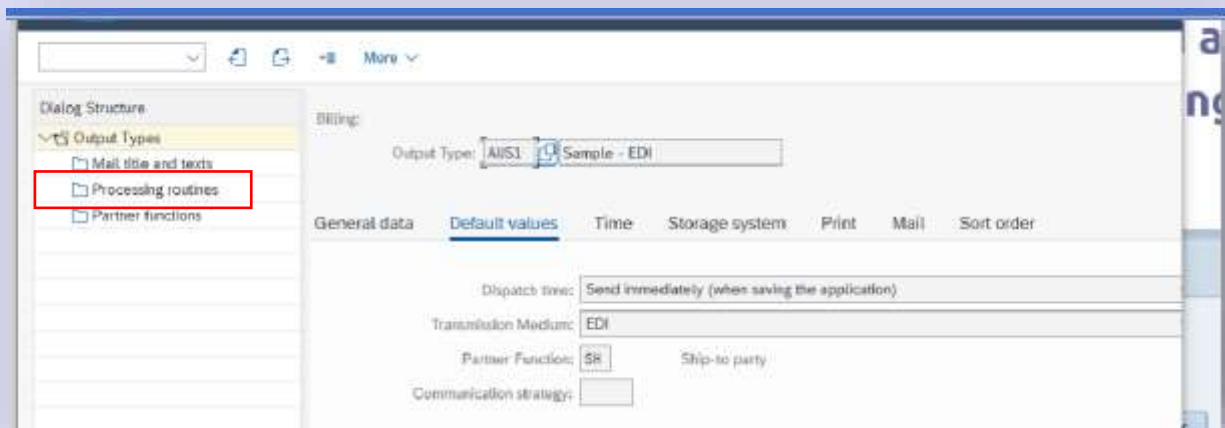 More
Dialog Structure
Output Types
Mail title and texts
Processing routines
Partner functions
Billing:
Output Type: Sample - EDI
General data Default values Time Storage system Print Mail Sort order
Dispatch time: Send immediately (when saving the application)
Transmission Medium: EDI
Partner Function: SH Ship-to party
Communication strategy:
a
ng